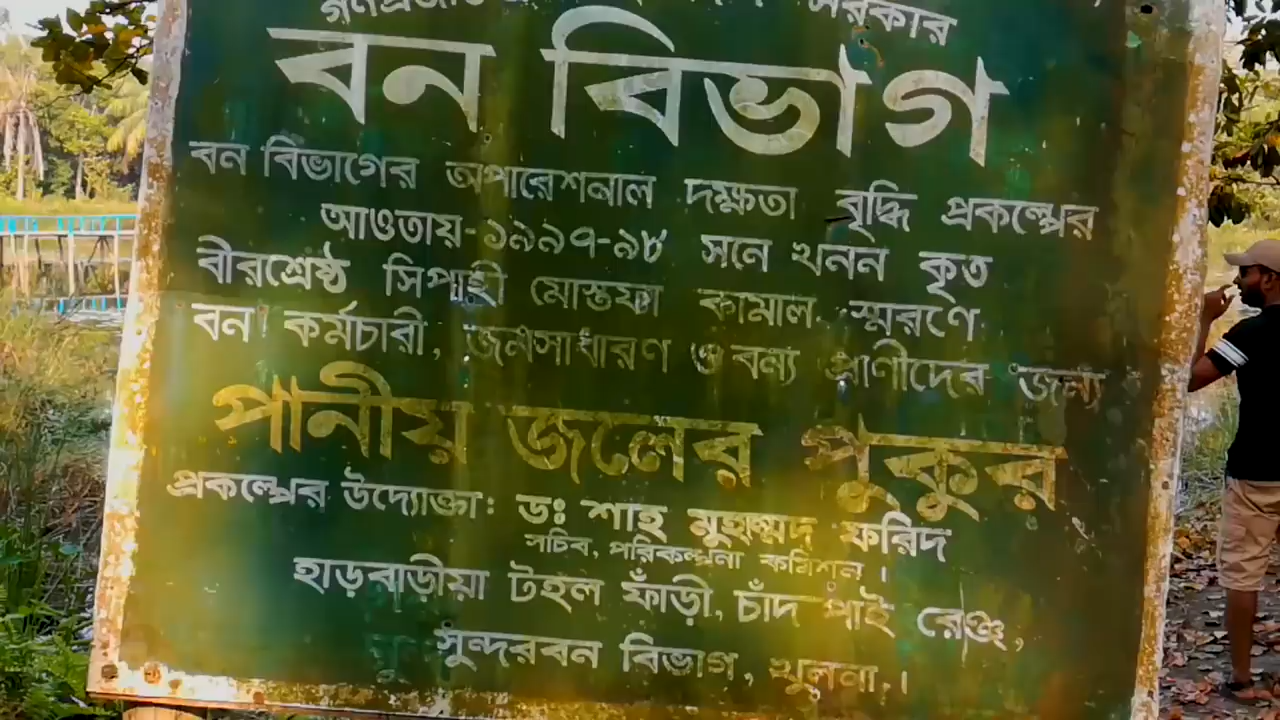 সরকার
বন বিভাগ
বন বিভাগের অপারেশনাল দক্ষতা বৃদ্ধি প্রকল্পের
আওতায়-১৯৯৭-৯৮ সনে খনন কৃত
বীরশ্রেষ্ঠ সিপাহী মোস্তফা কামাল স্মরণে
বন কর্মচারী, জনসাধারণ ও বন্য প্রাণীদের জন্য
পানীয় জলের পুকুর
প্রকল্পের উদ্যোক্তা: ডঃ শাহ্ মুহাম্মদ ফরিদ
সচিব, পরিকল্পনা কমিশন।
হাড়বাড়ীয়া টহল ফাঁড়ী, চাঁদ পাই রেঞ্জ,
সুন্দরবন বিভাগ, খুলনা,।